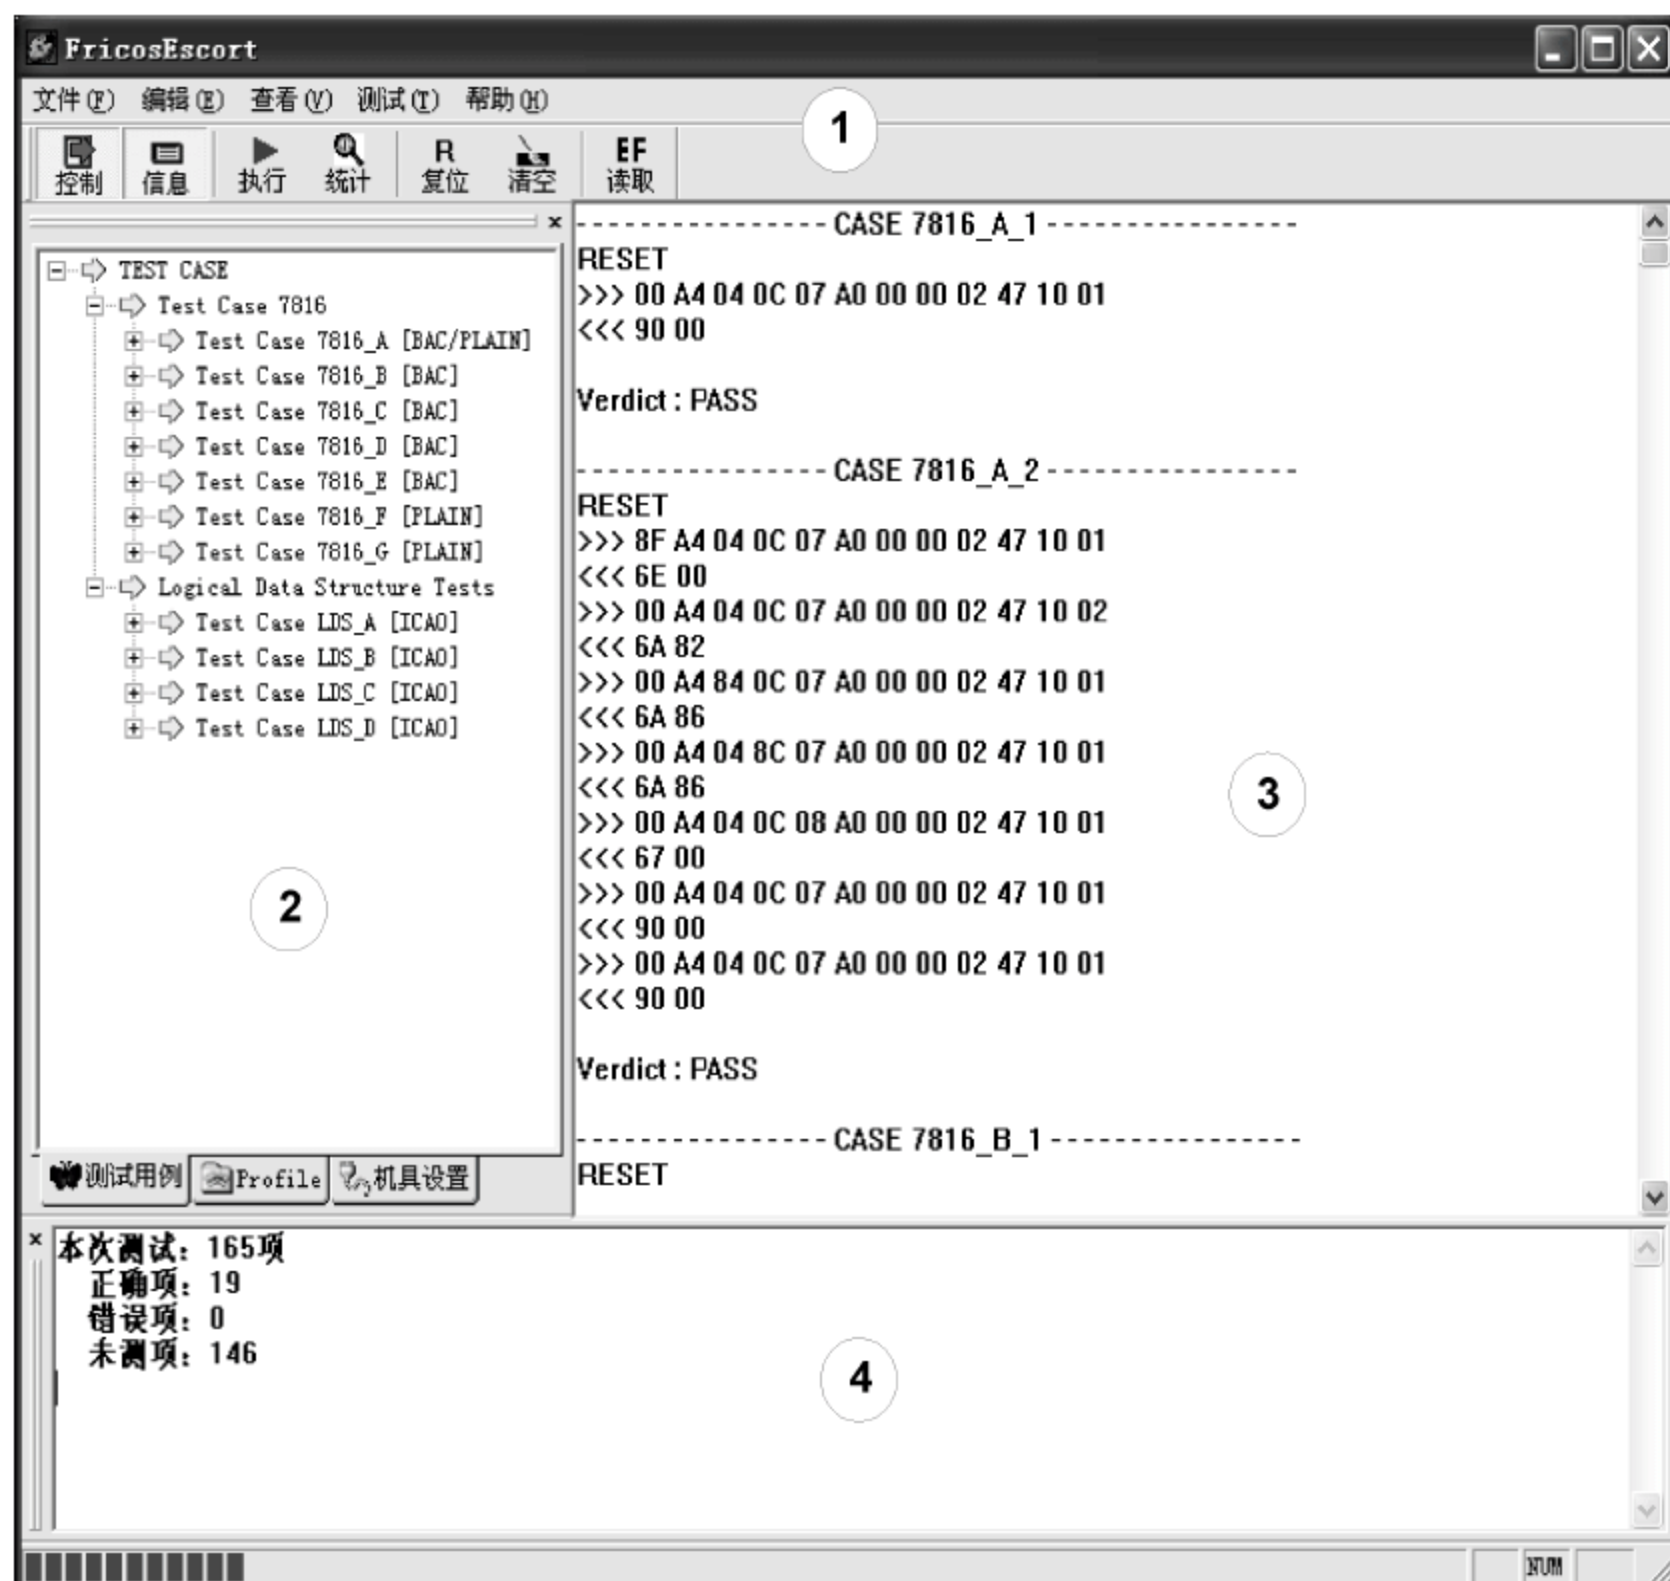 FricosEscort
文件(F) 编辑(E) 查看(V) 测试(T) 帮助(H)
1
控制 信息 执行 统计 R 复位 清空 EF 读取
TEST CASE
Test Case 7816
Test Case 7816_A [BAC/PLAIN]
Test Case 7816_B [BAC]
Test Case 7816_C [BAC]
Test Case 7816_D [BAC]
Test Case 7816_E [BAC]
Test Case 7816_F [PLAIN]
Test Case 7816_G [PLAIN]
Logical Data Structure Tests
Test Case LDS_A [ICAO]
Test Case LDS_B [ICAO]
Test Case LDS_C [ICAO]
Test Case LDS_D [ICAO]
2
测试用例 Profile 机具设置
---------------- CASE 7816_A_1 ----------------
RESET
>>> 00 A4 04 0C 07 A0 00 00 02 47 10 01
<<< 90 00
Verdict : PASS
---------------- CASE 7816_A_2 ----------------
RESET
>>> 8F A4 04 0C 07 A0 00 00 02 47 10 01
<<< 6E 00
>>> 00 A4 04 0C 07 A0 00 00 02 47 10 02
<<< 6A 82
>>> 00 A4 84 0C 07 A0 00 00 02 47 10 01
<<< 6A 86
>>> 00 A4 04 8C 07 A0 00 00 02 47 10 01
<<< 6A 86
>>> 00 A4 04 0C 08 A0 00 00 02 47 10 01
<<< 67 00
>>> 00 A4 04 0C 07 A0 00 00 02 47 10 01
<<< 90 00
>>> 00 A4 04 0C 07 A0 00 00 02 47 10 01
<<< 90 00
Verdict : PASS
---------------- CASE 7816_B_1 ----------------
RESET
3
本次测试: 165项
正确项: 19
错误项: 0
未测项: 146
4
NUM